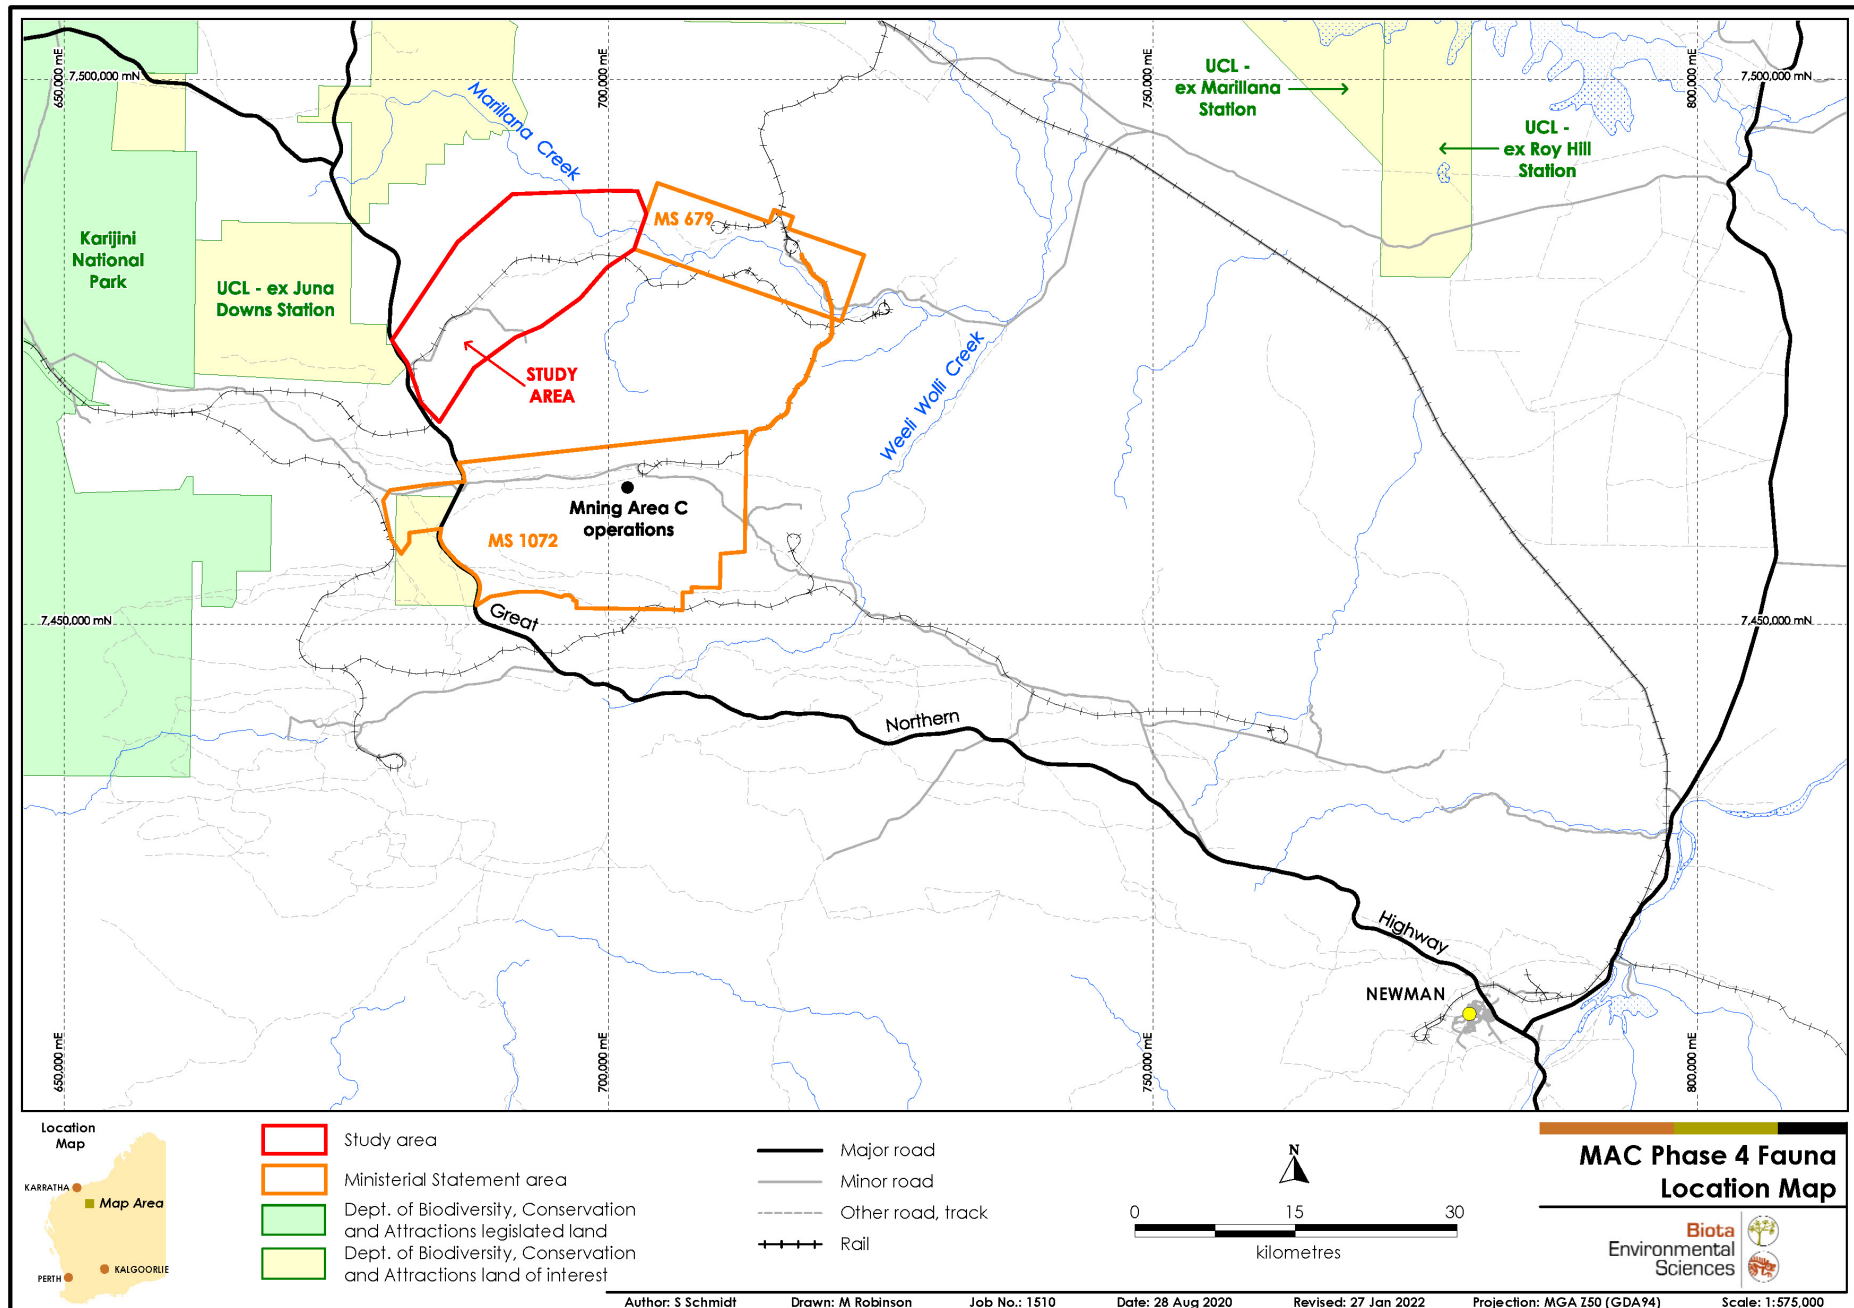 650,000 mE
7,500,000 mN
700,000 mE
750,000 mE
800,000 mE
7,500,000 mN
Marillana Creek
UCL -
ex Marillana
Station
UCL -
ex Roy Hill
Station
Karijini
National
Park
MS 679
UCL - ex Juna
Downs Station
STUDY
AREA
Weeli Wolli Creek
Mning Area C
operations
MS 1072
7,450,000 mN
7,450,000 mN
Great
Northern
Highway
NEWMAN
650,000 mE
700,000 mE
750,000 mE
800,000 mE
Location
Map
KARRATHA
Map Area
PERTH
KALGOORLIE
Study area
Ministerial Statement area
Dept. of Biodiversity, Conservation
and Attractions legislated land
Dept. of Biodiversity, Conservation
and Attractions land of interest
Major road
Minor road
Other road, track
Rail
N
0 15 30
kilometres
MAC Phase 4 Fauna
Location Map
Biota
Environmental
Sciences
Author: S Schmidt Drawn: M Robinson Job No.: 1510 Date: 28 Aug 2020 Revised: 27 Jan 2022 Projection: MGA Z50 (GDA94) Scale: 1:575,000